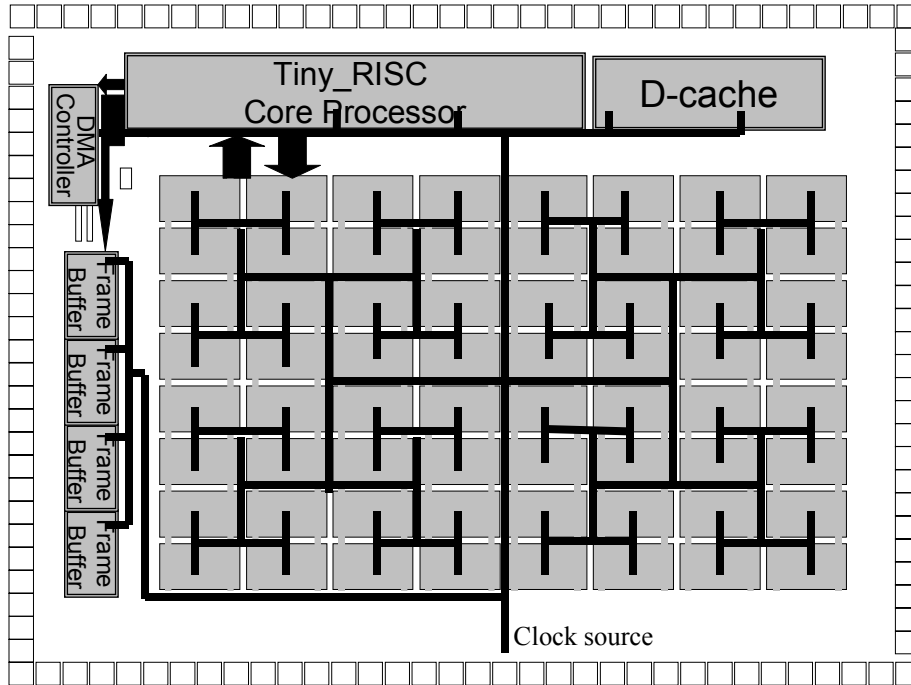 Tiny_RISC
Core Processor
D-cache
DMA
Controller
Frame
Buffer
Frame
Buffer
Frame
Buffer
Frame
Buffer
Clock source